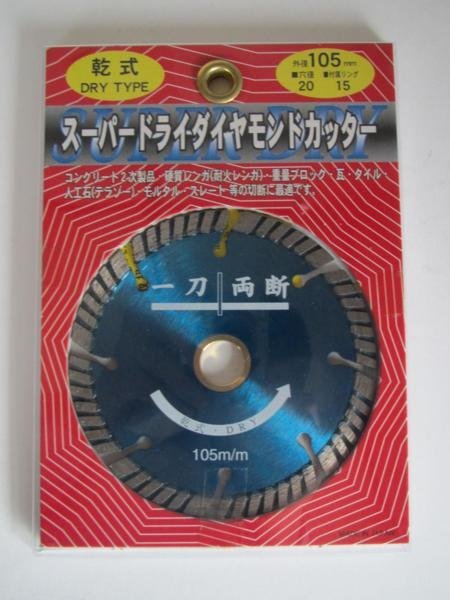 乾式
DRY TYPE
外径105mm
■穴径 ■付属リング
20 15
SUPER DRY
スーパードライダイヤモンドカッター
コンクリート2次製品・硬質レンガ(耐火レンガ)・重量ブロック・瓦・タイル・
人工石(テラゾー)・モルタル・スレート等の切断に最適です。
一刀両断
乾式・DRY
105m/m